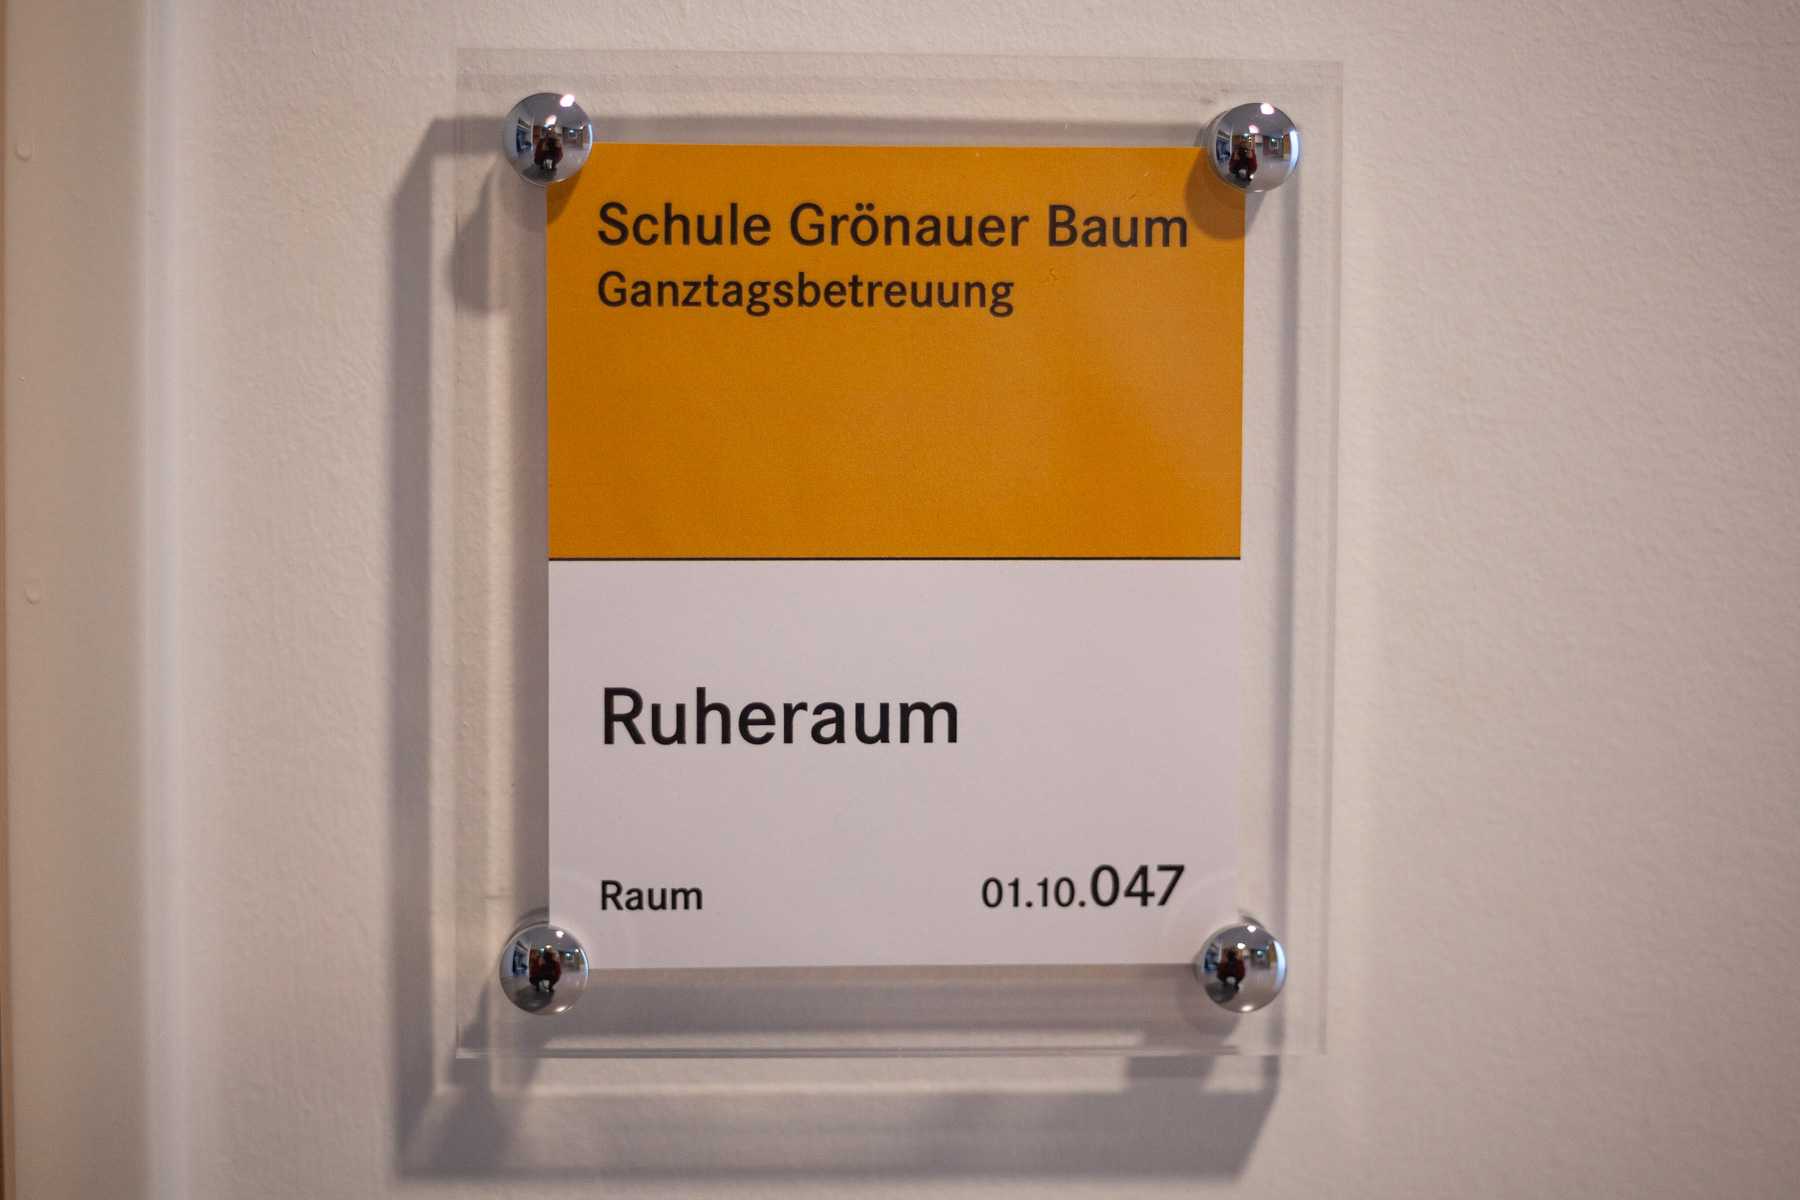 Schule Grönauer Baum
Ganztagsbetreuung
Ruheraum
Raum 01.10.047